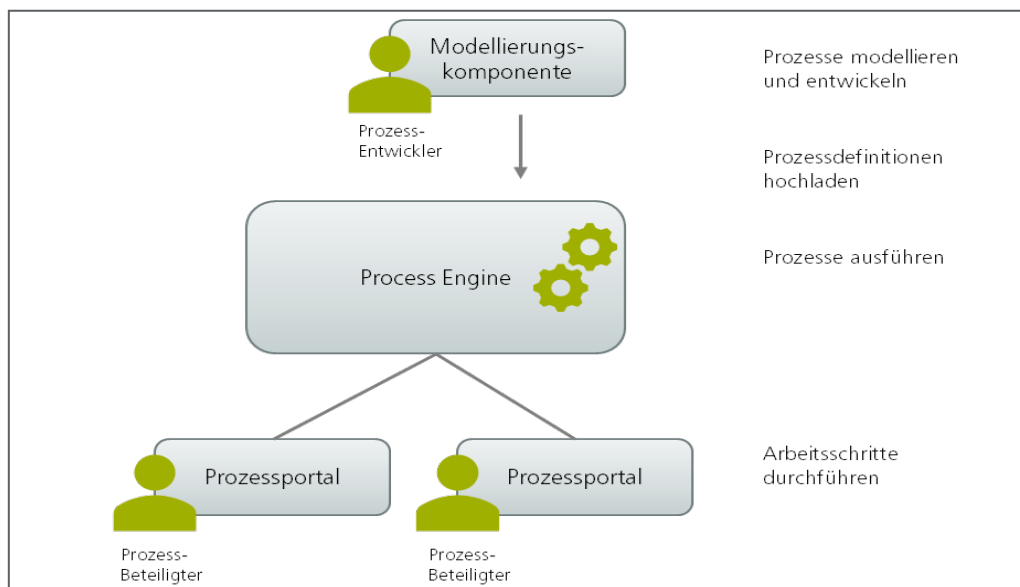 Modellierungs-
komponente
Prozess-
Entwickler
Prozesse modellieren
und entwickeln
Prozessdefinitionen
hochladen
Process Engine
Prozesse ausführen
Prozessportal
Prozess-
Beteiligter
Prozessportal
Prozess-
Beteiligter
Arbeitsschritte
durchführen